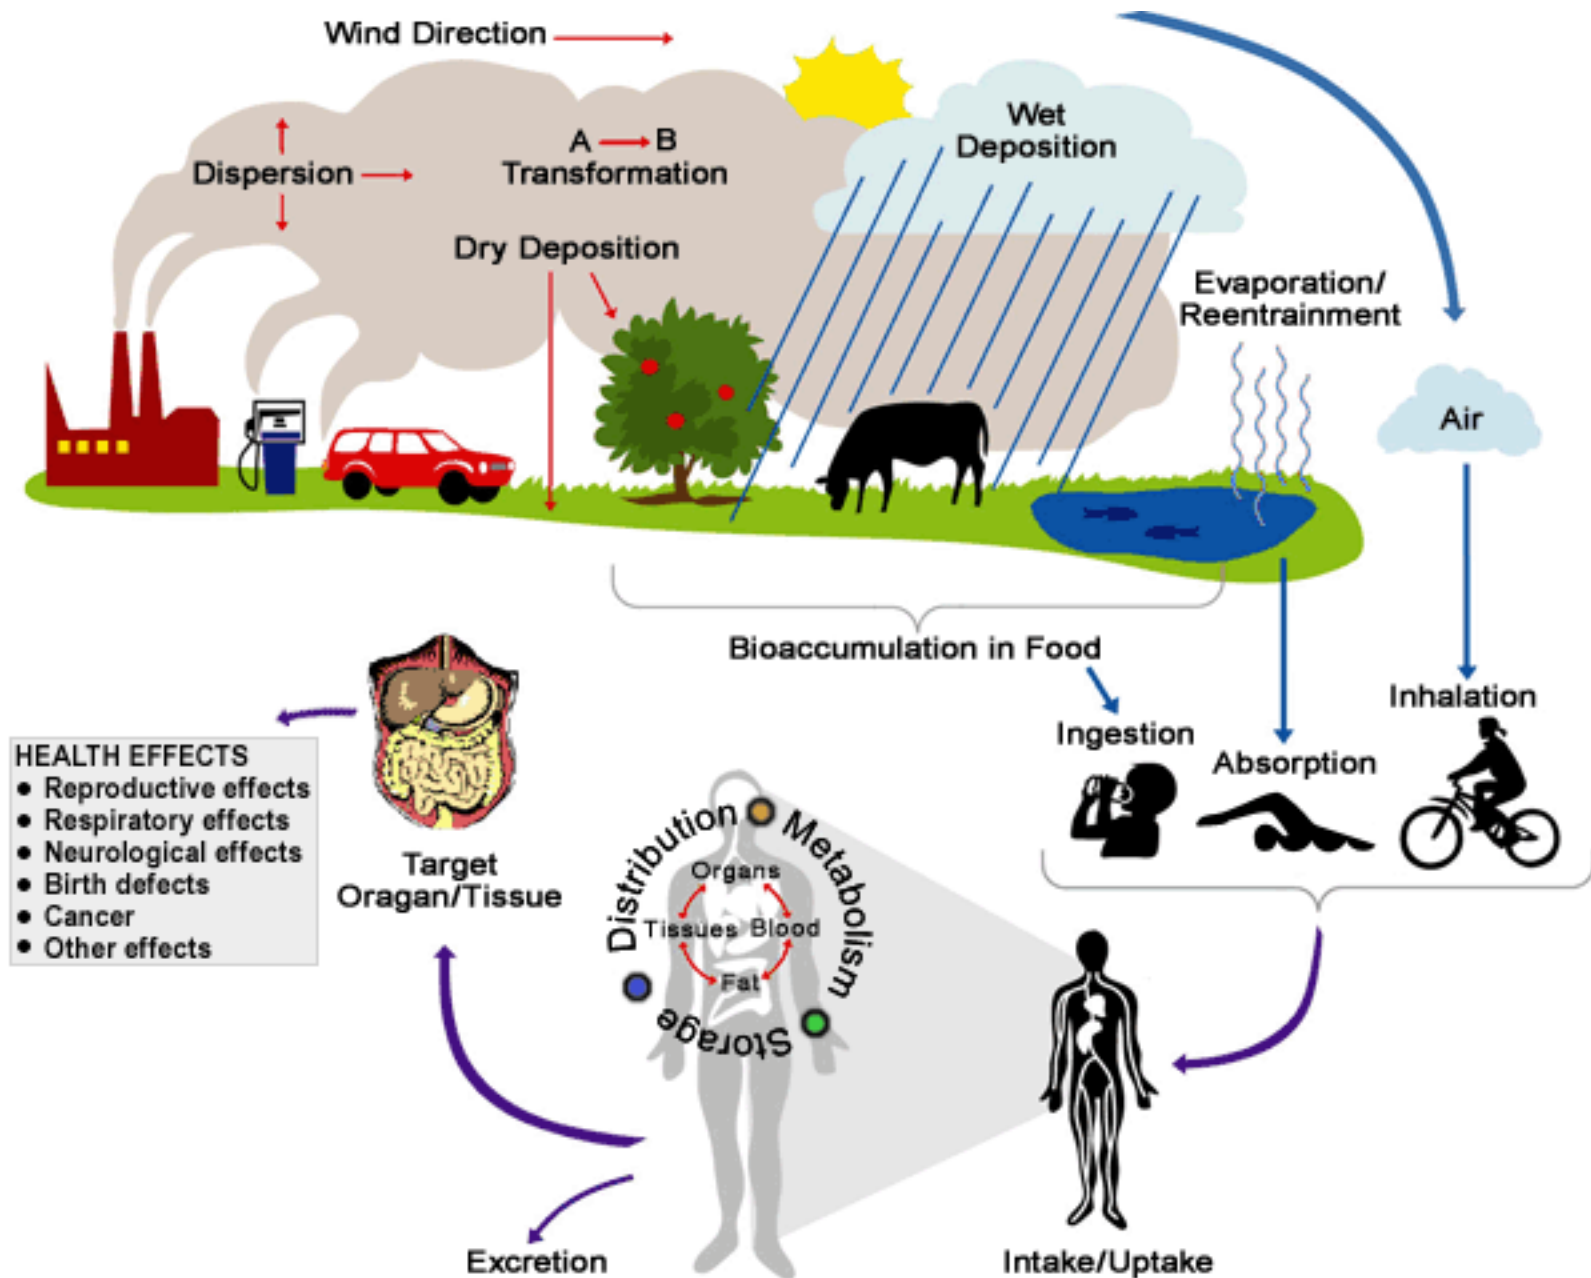 Wind Direction
Wet
Deposition
A B
Dispersion
Transformation
Dry Deposition
Evaporation/
Reentrainment
Air
Bioaccumulation in Food
Inhalation
Ingestion
Absorption
HEALTH EFFECTS
● Reproductive effects
● Respiratory effects
● Neurological effects
● Birth defects
● Cancer
● Other effects
Target
Oragan/Tissue
Distribution
Metabolism
Storage
Organs
Tissues
Blood
Fat
Excretion
Intake/Uptake